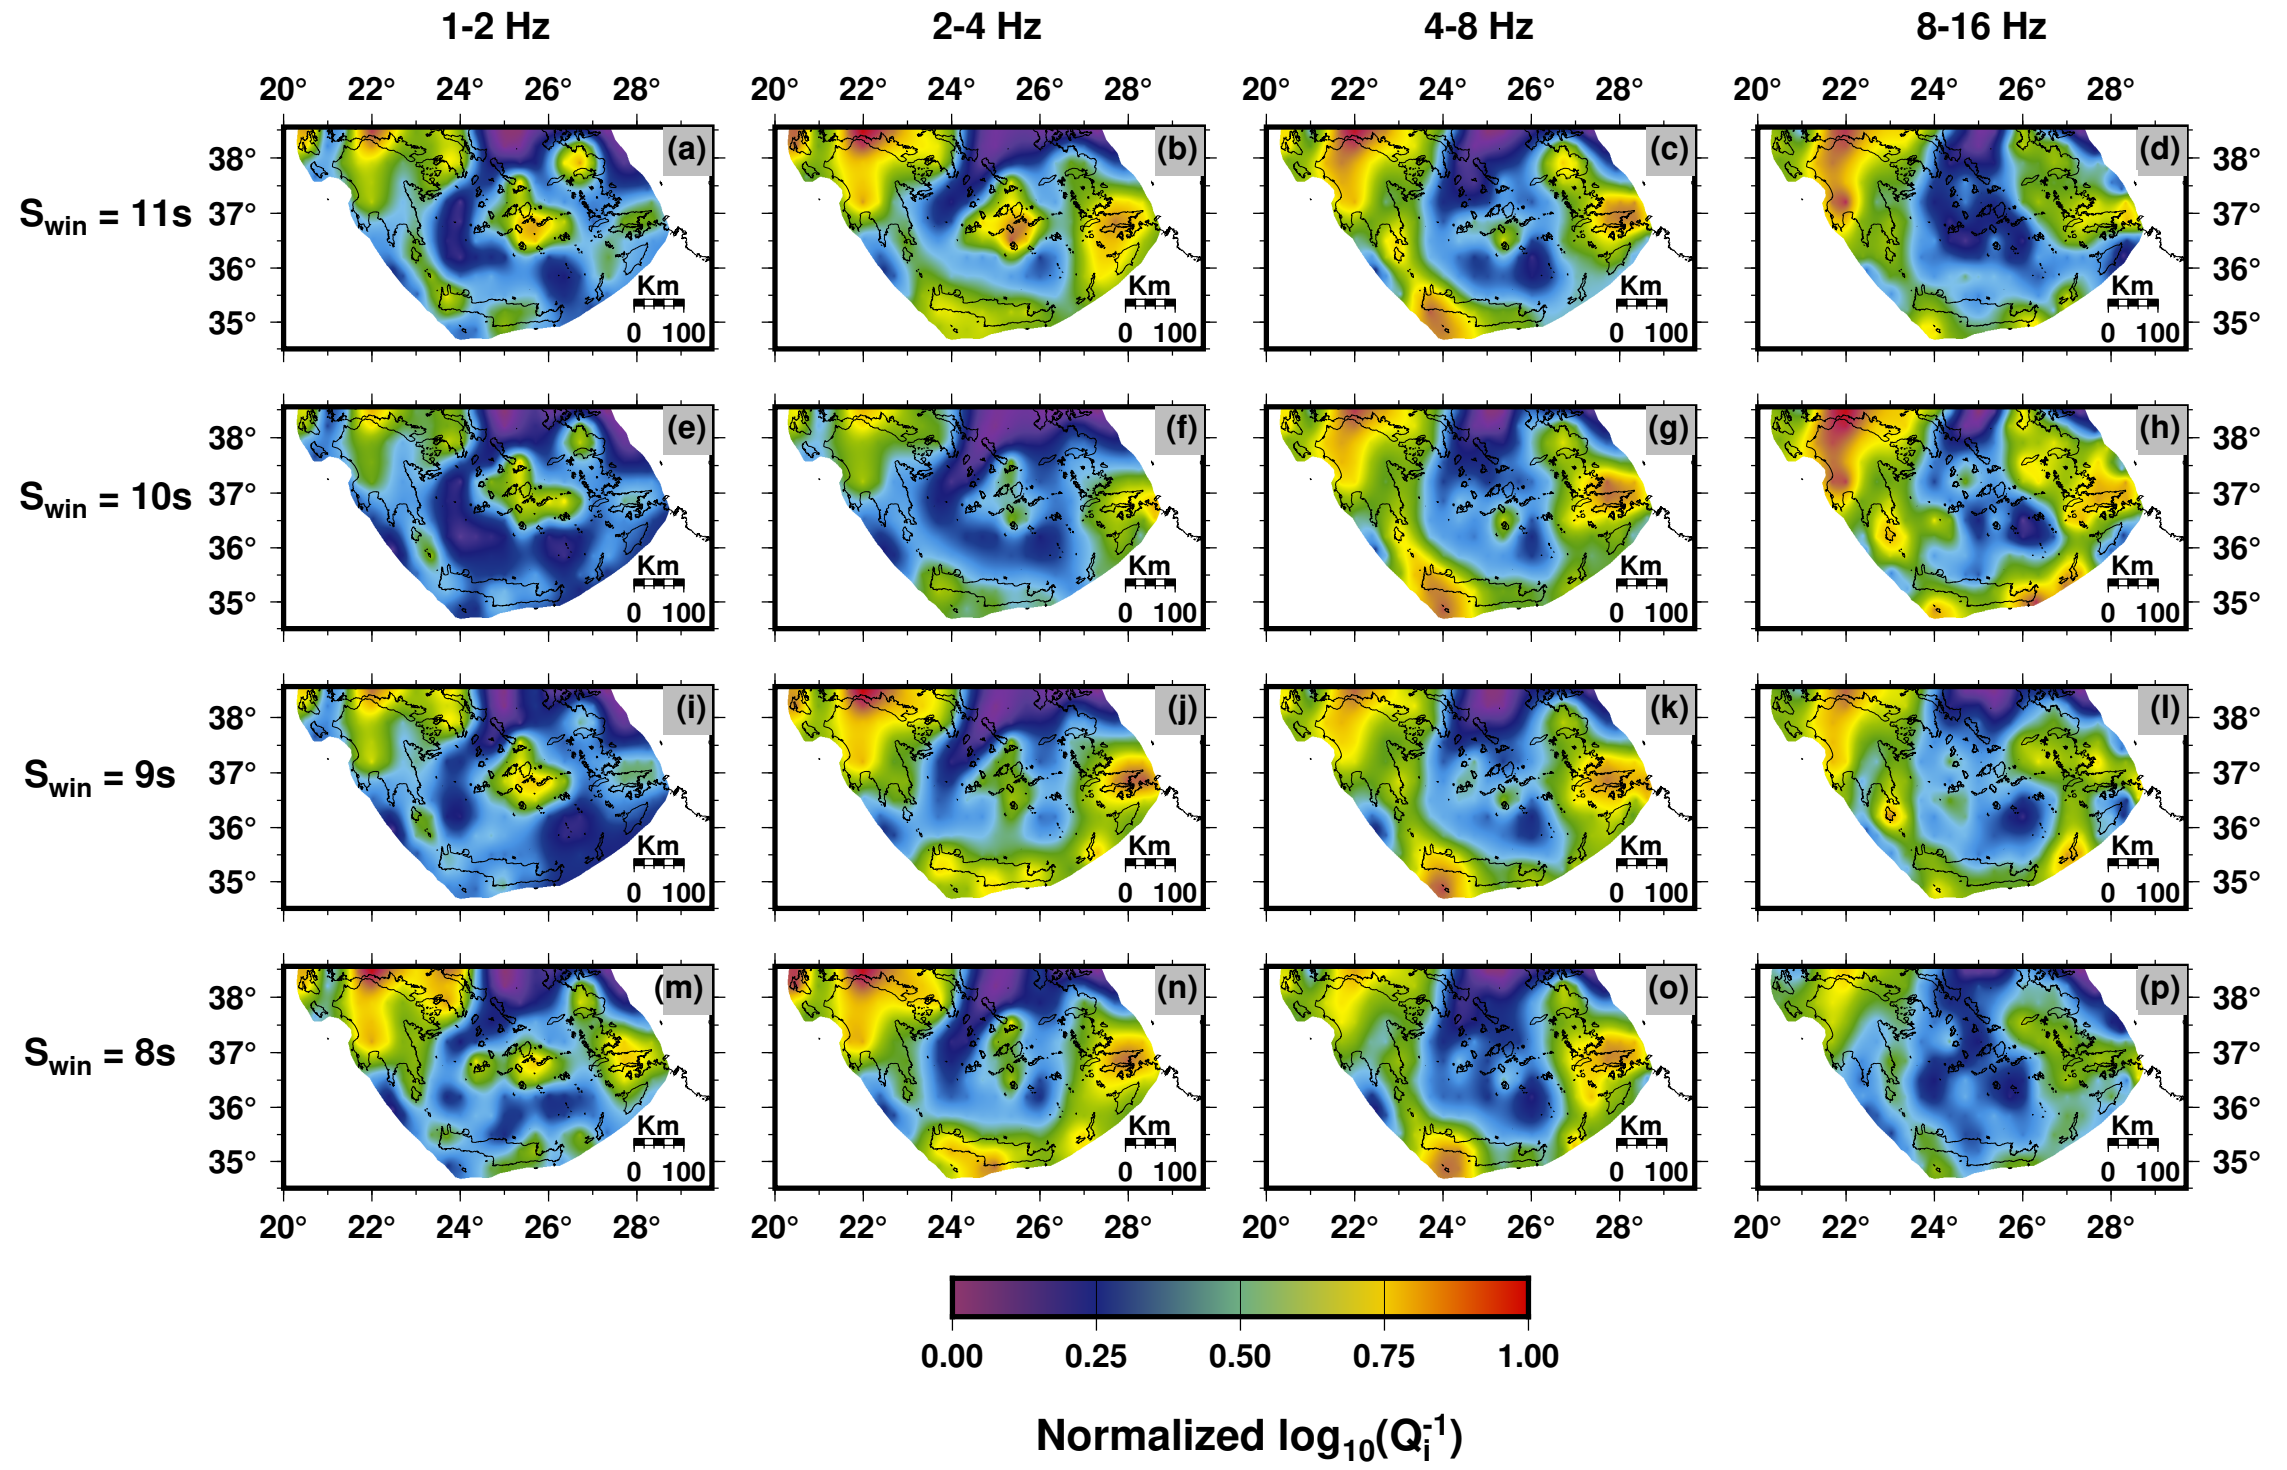 1-2 Hz 2-4 Hz 4-8 Hz 8-16 Hz
20° 22° 24° 26° 28° 20° 22° 24° 26° 28° 20° 22° 24° 26° 28° 20° 22° 24° 26° 28°
38° (a) (b) (c) (d) 38°
S_win = 11s 37° 37°
36° 36°
Km Km Km Km
35° 35°
0 100 0 100 0 100 0 100
38° (e) (f) (g) (h) 38°
S_win = 10s 37° 37°
36° 36°
Km Km Km Km
35° 35°
0 100 0 100 0 100 0 100
38° (i) (j) (k) (l) 38°
S_win = 9s 37° 37°
36° 36°
Km Km Km Km
35° 35°
0 100 0 100 0 100 0 100
38° (m) (n) (o) (p) 38°
S_win = 8s 37° 37°
36° 36°
Km Km Km Km
35° 35°
0 100 0 100 0 100 0 100
20° 22° 24° 26° 28° 20° 22° 24° 26° 28° 20° 22° 24° 26° 28° 20° 22° 24° 26° 28°
0.00 0.25 0.50 0.75 1.00
Normalized log₁₀(Qᵢ⁻¹)